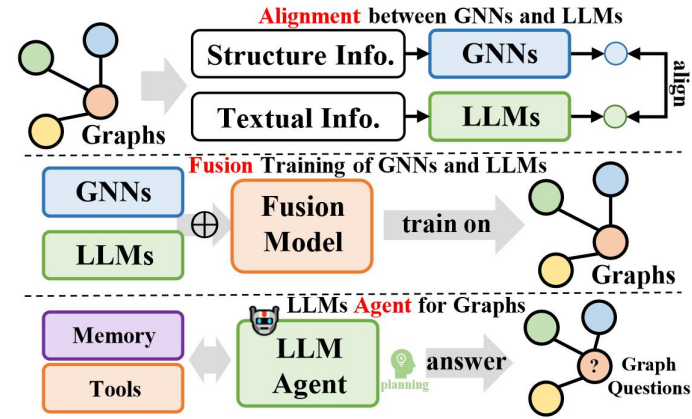 Alignment between GNNs and LLMs
Structure Info.
GNNs
Textual Info.
LLMs
align
Graphs
Fusion Training of GNNs and LLMs
GNNs
LLMs
Fusion
Model
train on
Graphs
LLMs Agent for Graphs
Memory
Tools
LLM
Agent
planning
answer
?
Graph
Questions